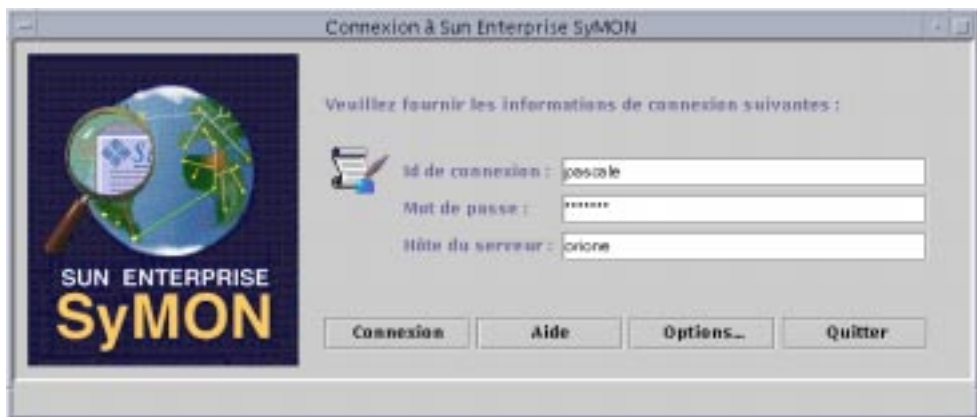 Connexion à Sun Enterprise SyMON
Veuillez fournir les informations de connexion suivantes :
Id de connexion : pascale
Mot de passe : *******
Hôte du serveur : orione
SUN ENTERPRISE
SyMON
Connexion Aide Options... Quitter